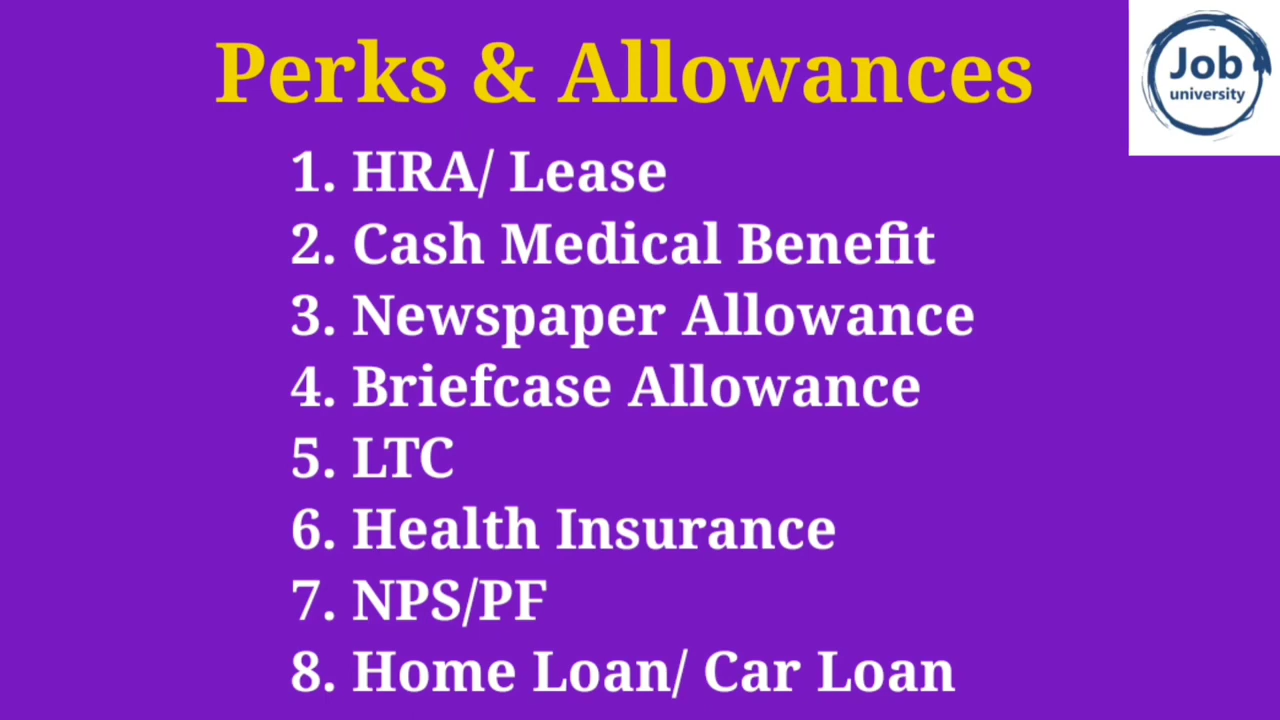 Perks & Allowances
Job
university
1. HRA/ Lease
2. Cash Medical Benefit
3. Newspaper Allowance
4. Briefcase Allowance
5. LTC
6. Health Insurance
7. NPS/PF
8. Home Loan/ Car Loan